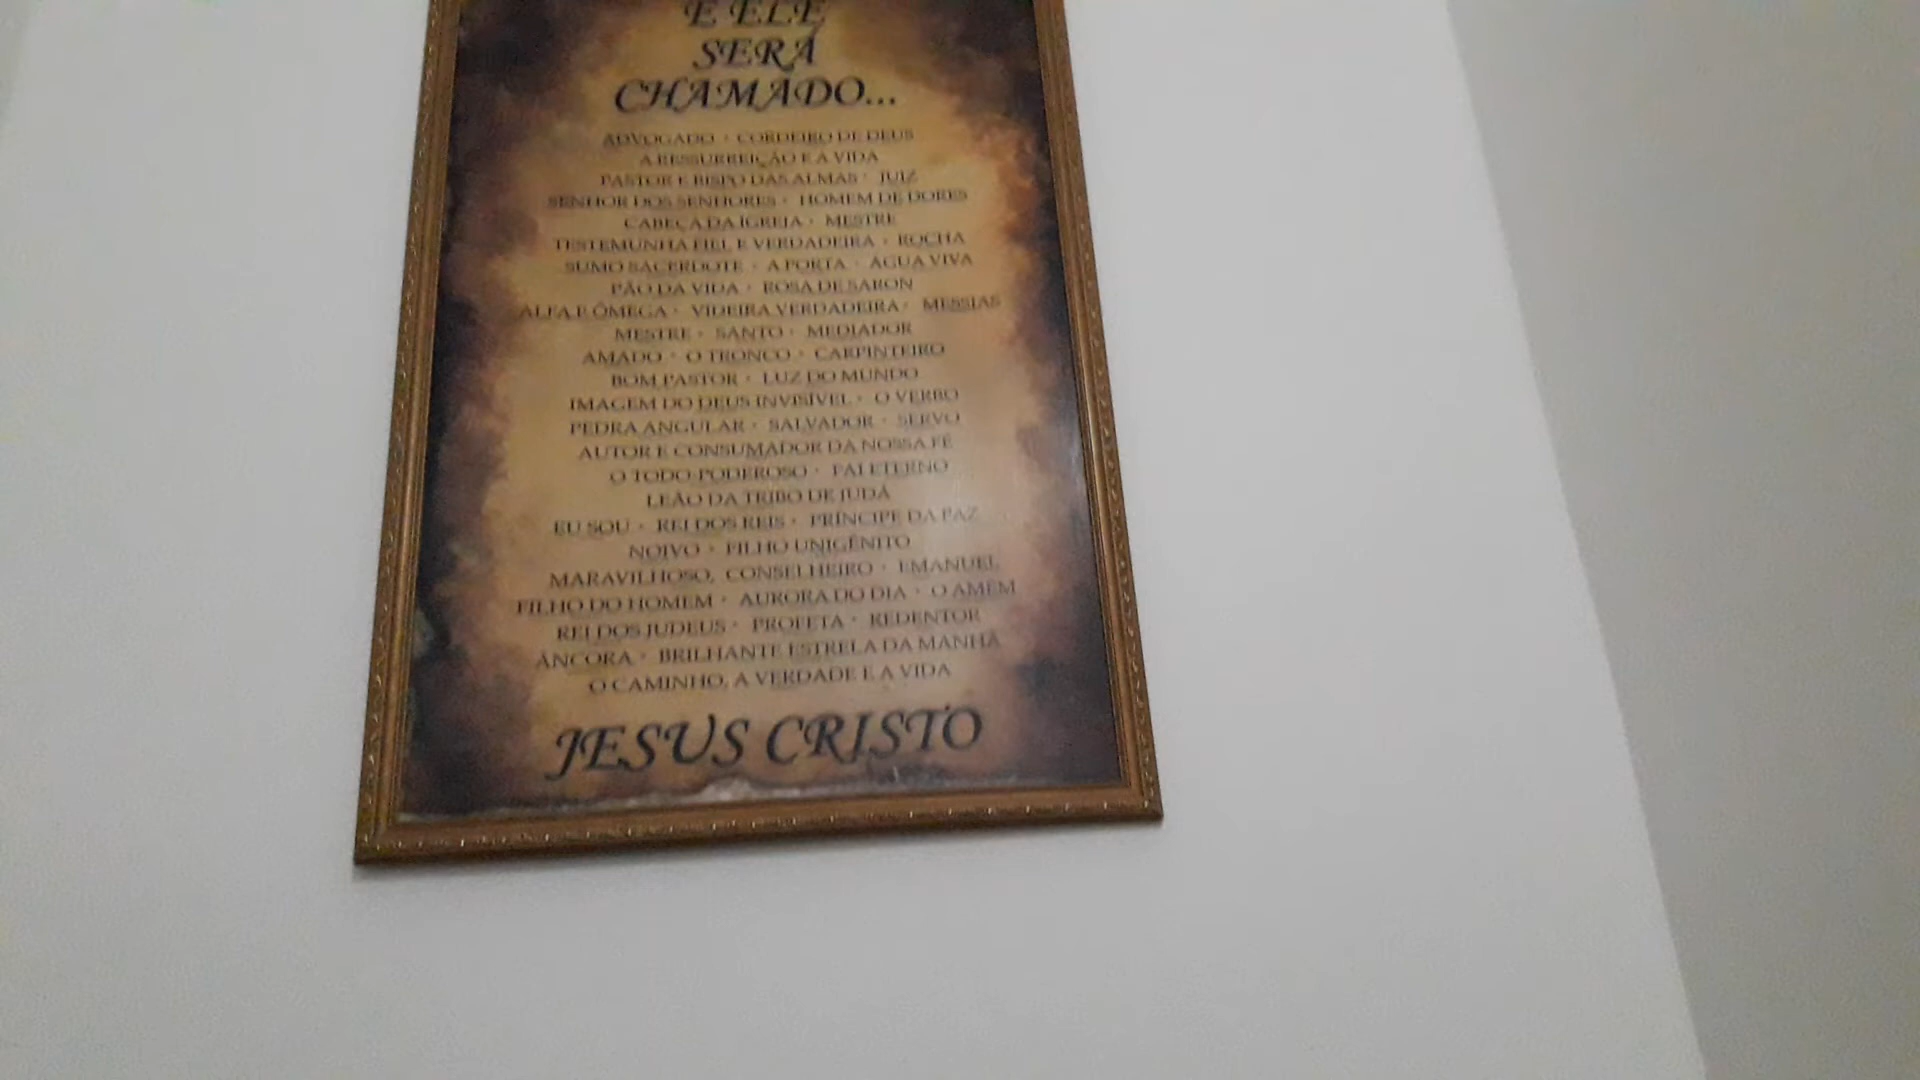 E ELE
SERÁ
CHAMADO...
ADVOGADO · CORDEIRO DE DEUS
A RESSURREIÇÃO E A VIDA
PASTOR E BISPO DAS ALMAS · JUIZ
SENHOR DOS SENHORES · HOMEM DE DORES
CABEÇA DA IGREJA · MESTRE
TESTEMUNHA FIEL E VERDADEIRA · ROCHA
SUMO SACERDOTE · A PORTA · ÁGUA VIVA
PÃO DA VIDA · ROSA DE SARON
ALFA E ÔMEGA · VIDEIRA VERDADEIRA · MESSIAS
MESTRE · SANTO · MEDIADOR
AMADO · O TRONCO · CARPINTEIRO
BOM PASTOR · LUZ DO MUNDO
IMAGEM DO DEUS INVISÍVEL · O VERBO
PEDRA ANGULAR · SALVADOR · SERVO
AUTOR E CONSUMADOR DA NOSSA FÉ
O TODO-PODEROSO · PAI ETERNO
LEÃO DA TRIBO DE JUDÁ
EU SOU · REI DOS REIS · PRÍNCIPE DA PAZ
NOIVO · FILHO UNIGÊNITO
MARAVILHOSO, CONSELHEIRO · EMANUEL
FILHO DO HOMEM · AURORA DO DIA · O AMÉM
REI DOS JUDEUS · PROFETA · REDENTOR
ÂNCORA · BRILHANTE ESTRELA DA MANHÃ
O CAMINHO, A VERDADE E A VIDA
JESUS CRISTO